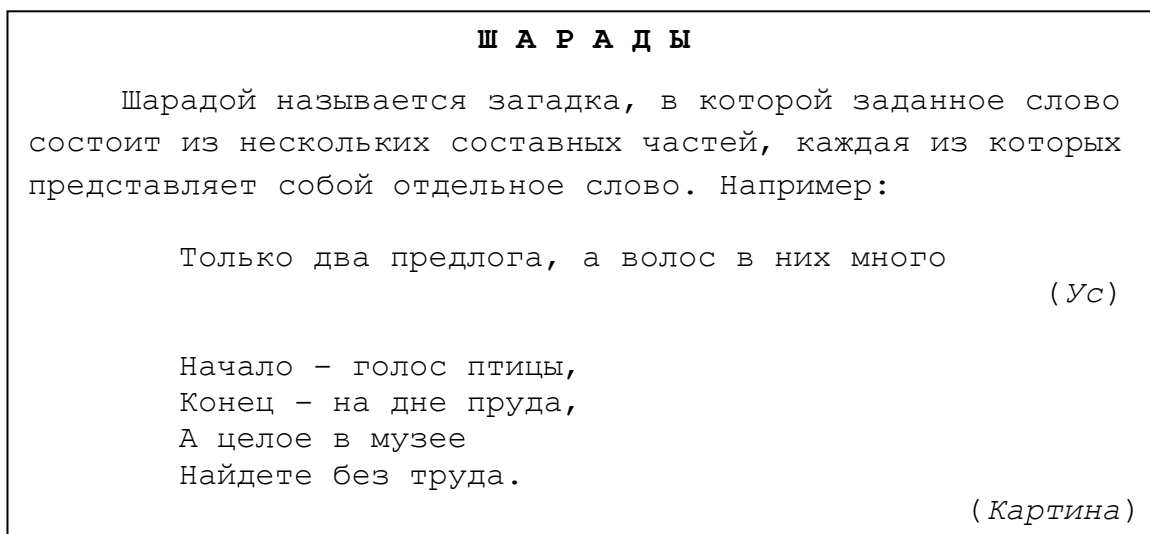 Ш А Р А Д Ы
Шарадой называется загадка, в которой заданное слово
состоит из нескольких составных частей, каждая из которых
представляет собой отдельное слово. Например:
Только два предлога, а волос в них много
(Ус)
Начало – голос птицы,
Конец – на дне пруда,
А целое в музее
Найдете без труда.
(Картина)